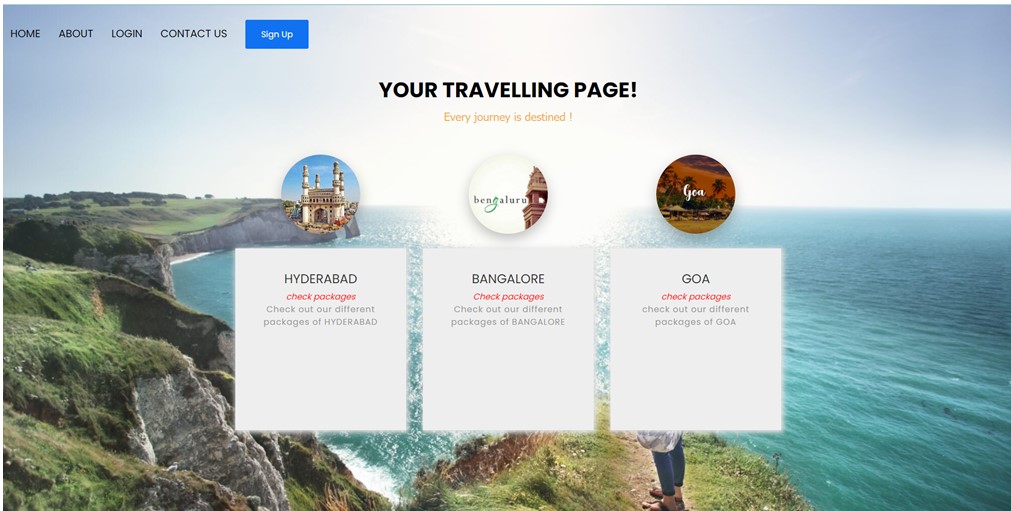 HOME ABOUT LOGIN CONTACT US Sign Up
YOUR TRAVELLING PAGE!
Every journey is destined !
bengaluru
Goa
HYDERABAD
check packages
Check out our different
packages of HYDERABAD
BANGALORE
Check packages
Check out our different
packages of BANGALORE
GOA
check packages
check out our different
packages of GOA